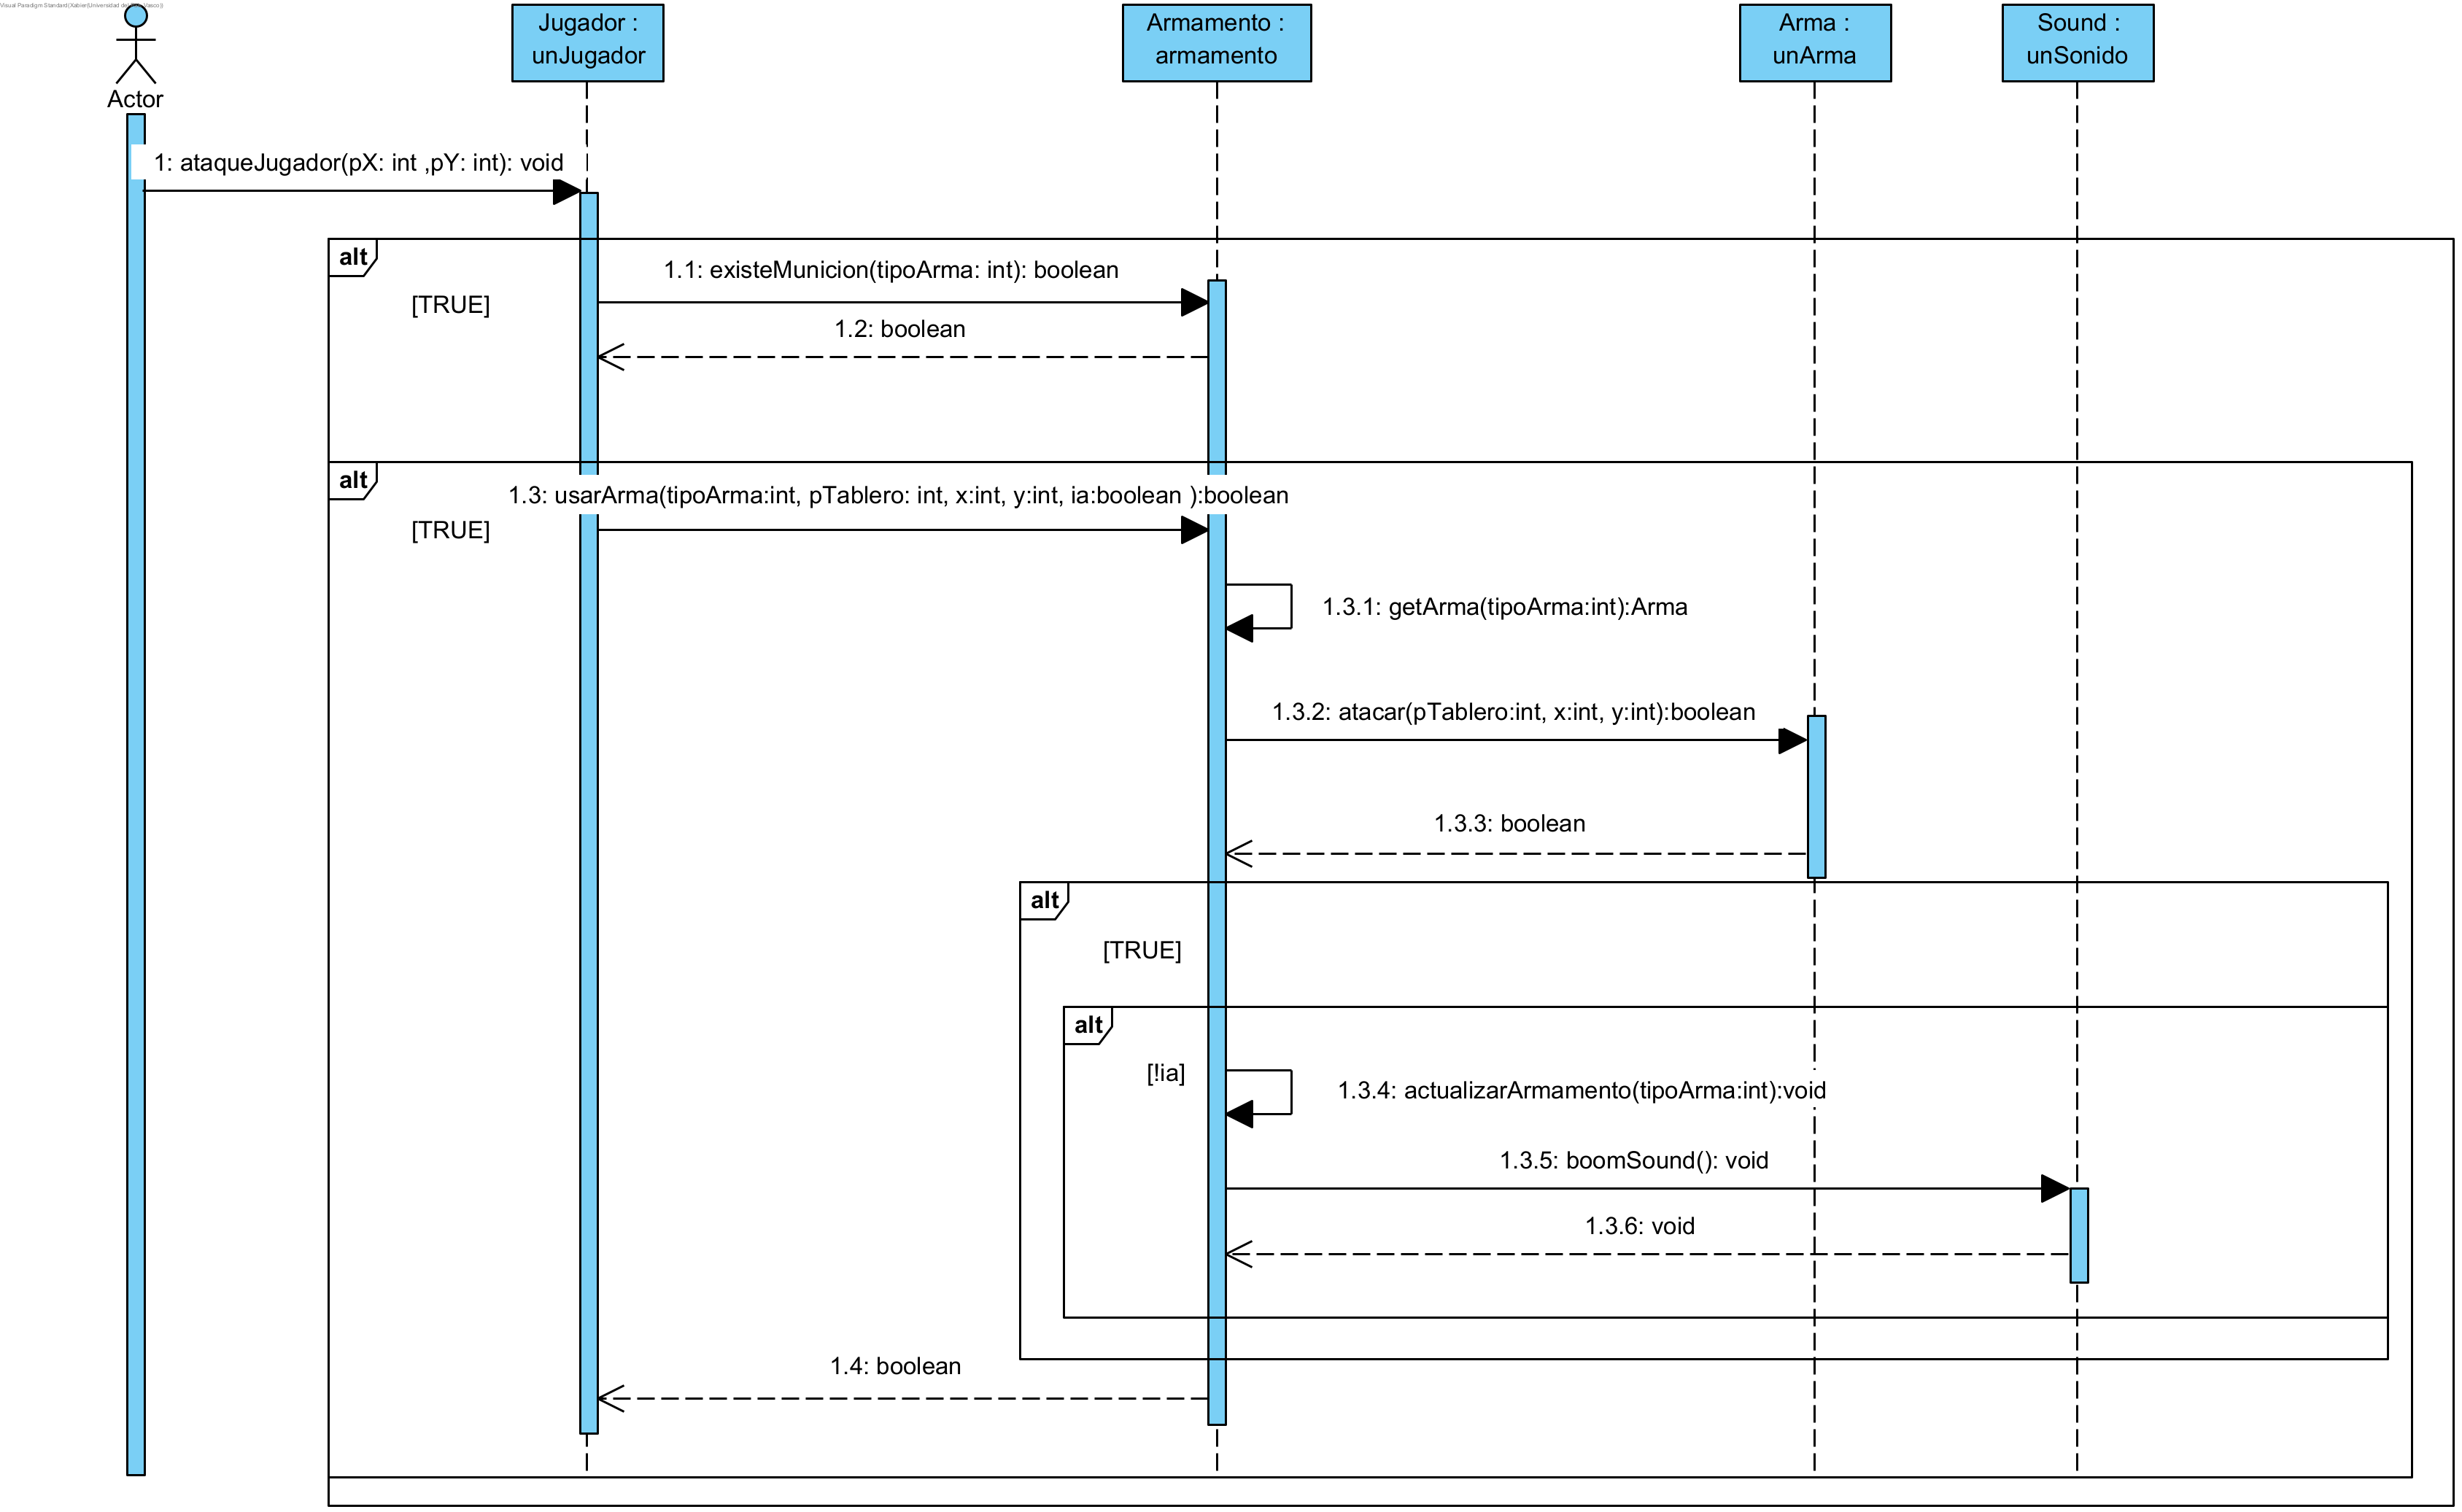 Visual Paradigm Standard(Xabier(Universidad del País Vasco))
Actor
Jugador :
unJugador
Armamento :
armamento
Arma :
unArma
Sound :
unSonido
1: ataqueJugador(pX: int ,pY: int): void
alt
[TRUE]
1.1: existeMunicion(tipoArma: int): boolean
1.2: boolean
alt
[TRUE]
1.3: usarArma(tipoArma:int, pTablero: int, x:int, y:int, ia:boolean ):boolean
1.3.1: getArma(tipoArma:int):Arma
1.3.2: atacar(pTablero:int, x:int, y:int):boolean
1.3.3: boolean
alt
[TRUE]
alt
[!ia]
1.3.4: actualizarArmamento(tipoArma:int):void
1.3.5: boomSound(): void
1.3.6: void
1.4: boolean